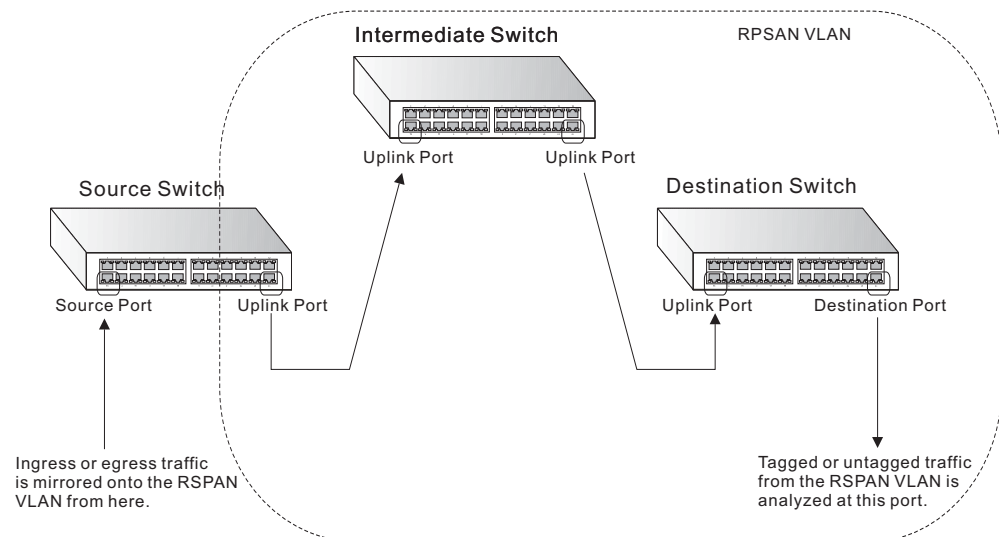 Intermediate Switch
RPSAN VLAN
Uplink Port
Uplink Port
Source Switch
Destination Switch
Source Port
Uplink Port
Uplink Port
Destination Port
Ingress or egress traffic
is mirrored onto the RSPAN
VLAN from here.
Tagged or untagged traffic
from the RSPAN VLAN is
analyzed at this port.